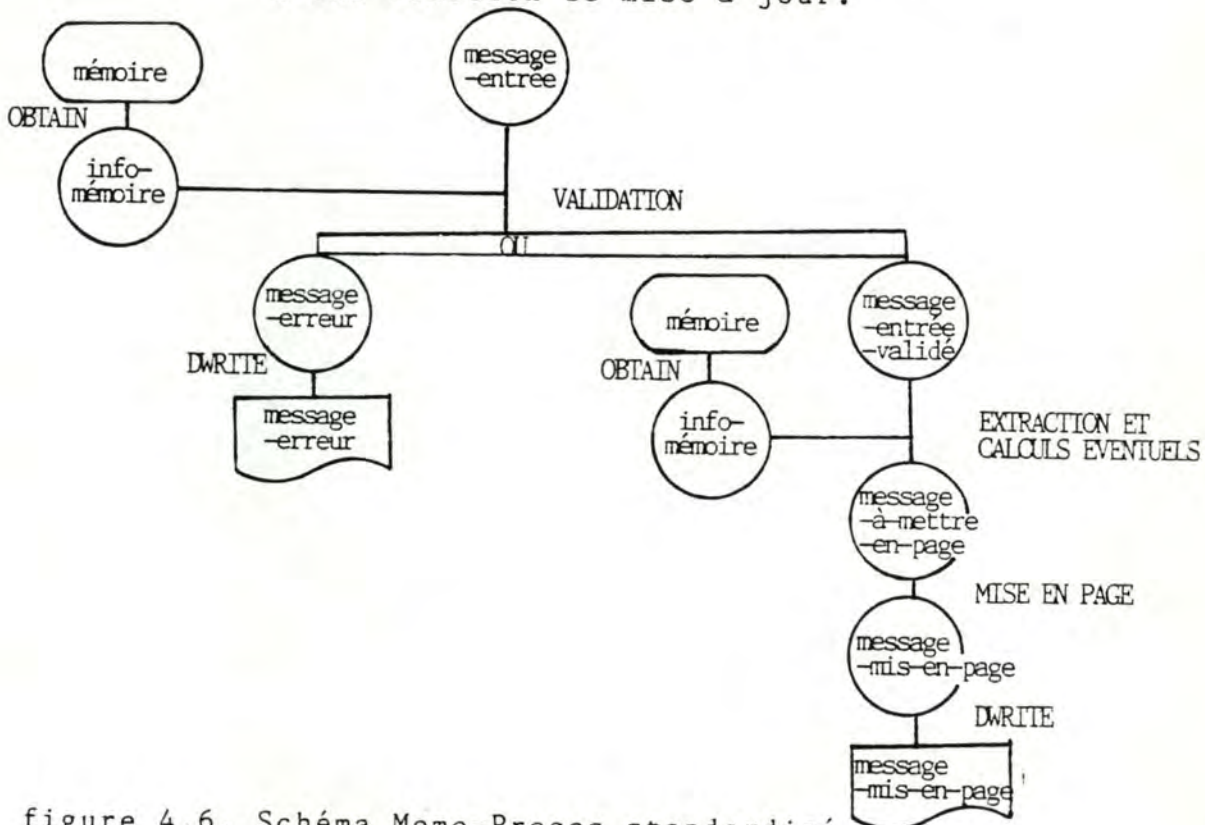 mise à jour.
message
-entrée
mémoire
OBTAIN
info-
mémoire
VALIDATION
OU
message
-erreur
DWRITE
message
-erreur
mémoire
OBTAIN
info-
mémoire
message
-entrée
-validé
EXTRACTION ET
CALCULS EVENTUELS
message
-à-mettre
-en-page
MISE EN PAGE
message
-mis-en-page
DWRITE
message
-mis-en-page
figure 4.6 Schéma Memo-Proces